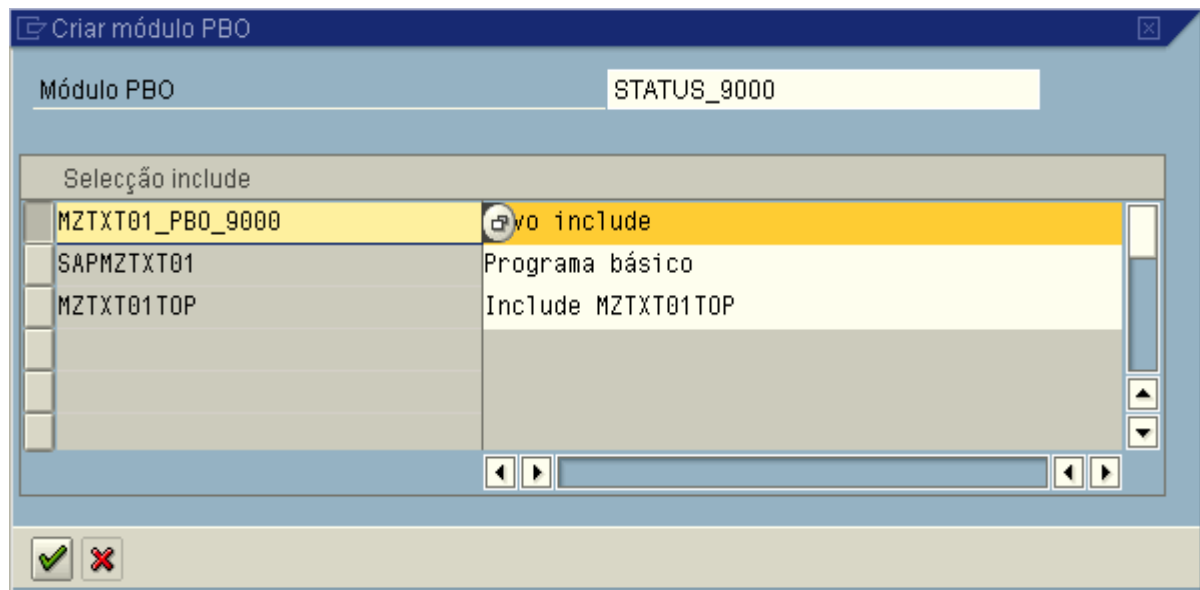 Criar módulo PBO
Módulo PBO STATUS_9000
Selecção include
MZTXT01_PBO_9000 vo include
SAPMZTXT01 Programa básico
MZTXT01TOP Include MZTXT01TOP